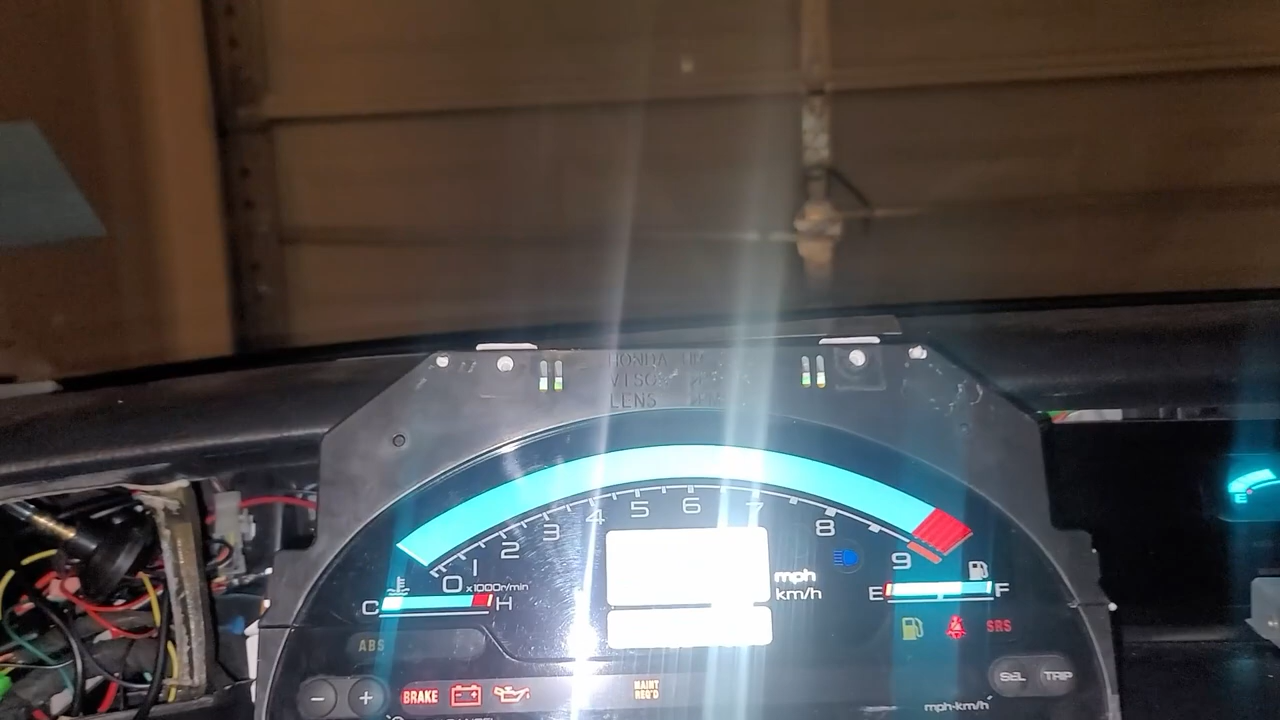 HONDA
LENS
0 1 2 3 4 5 6 7 8 9
x1000r/min
mph
km/h
C H
E F
E
ABS
SRS
- +
BRAKE
MAINT
REQ'D
SEL TRIP
mph-km/h